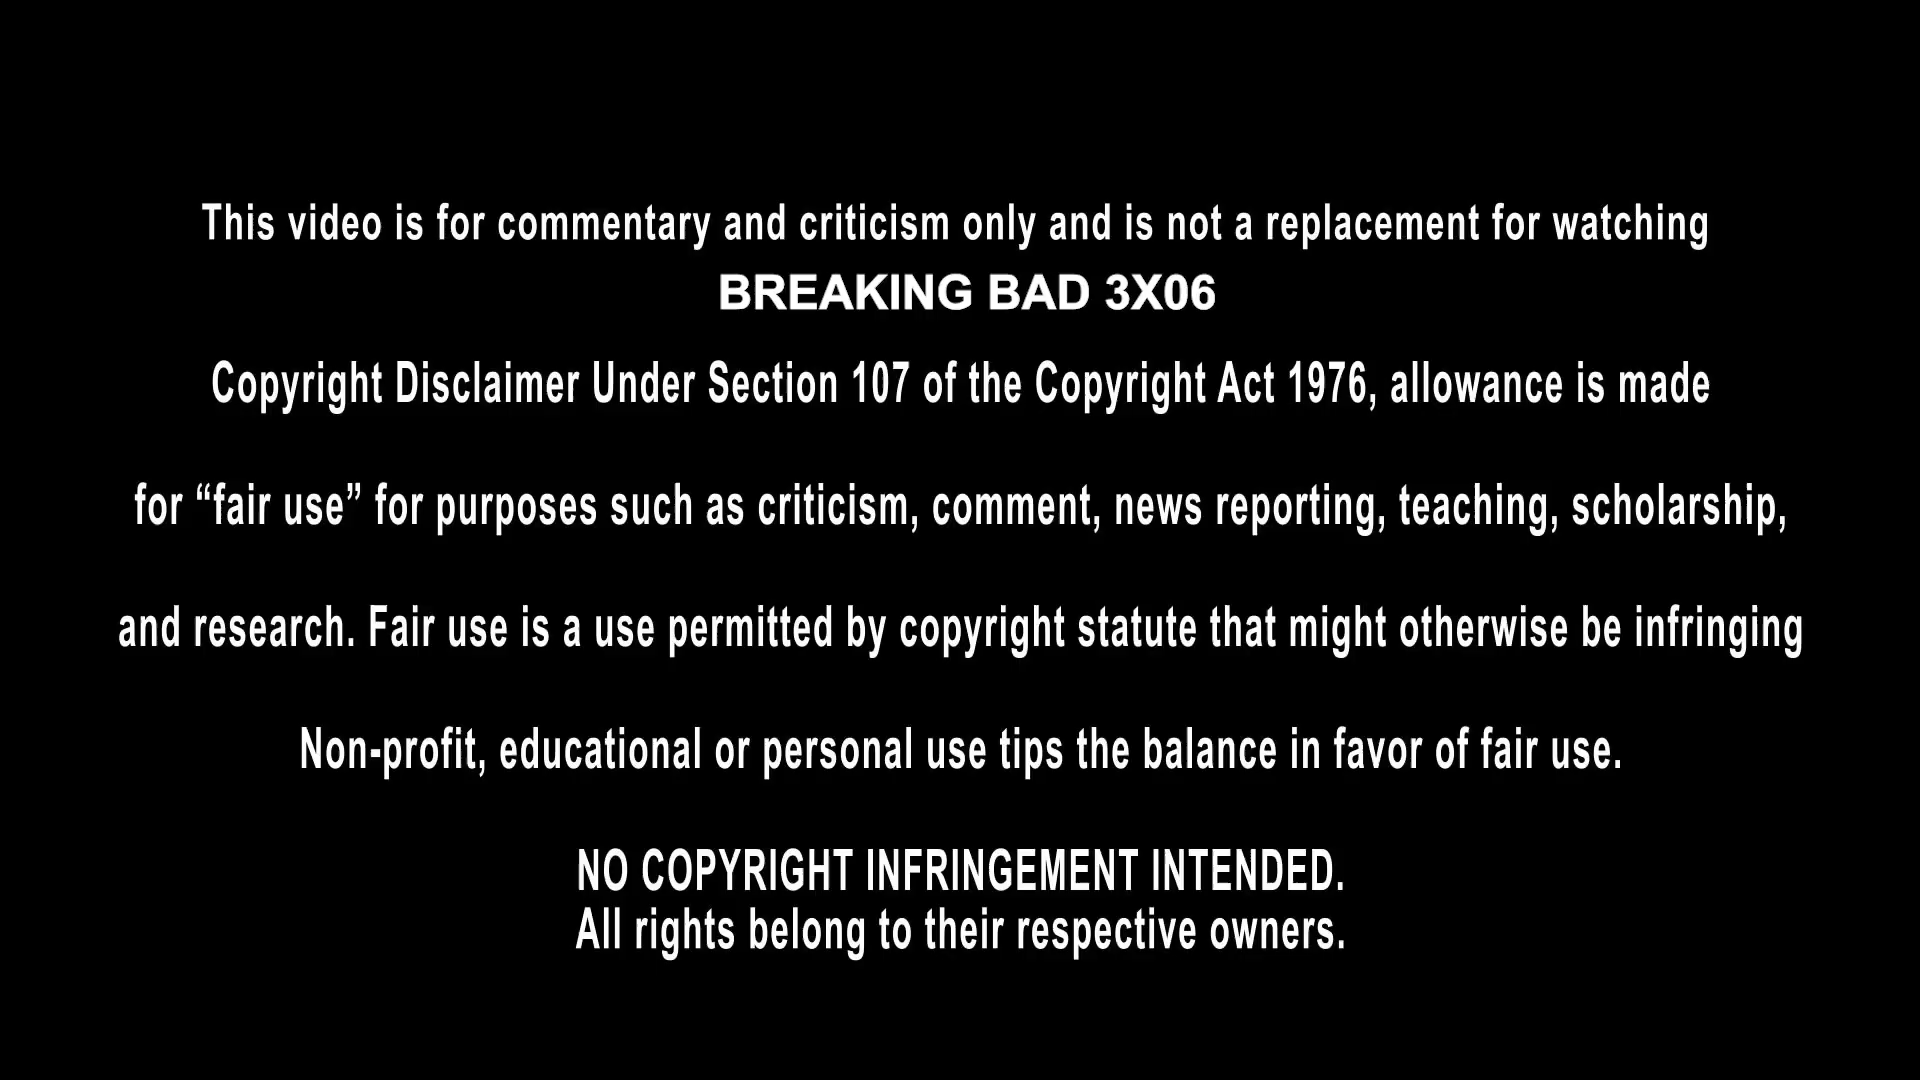 This video is for commentary and criticism only and is not a replacement for watching
BREAKING BAD 3X06
Copyright Disclaimer Under Section 107 of the Copyright Act 1976, allowance is made
for “fair use” for purposes such as criticism, comment, news reporting, teaching, scholarship,
and research. Fair use is a use permitted by copyright statute that might otherwise be infringing
Non-profit, educational or personal use tips the balance in favor of fair use.
NO COPYRIGHT INFRINGEMENT INTENDED.
All rights belong to their respective owners.